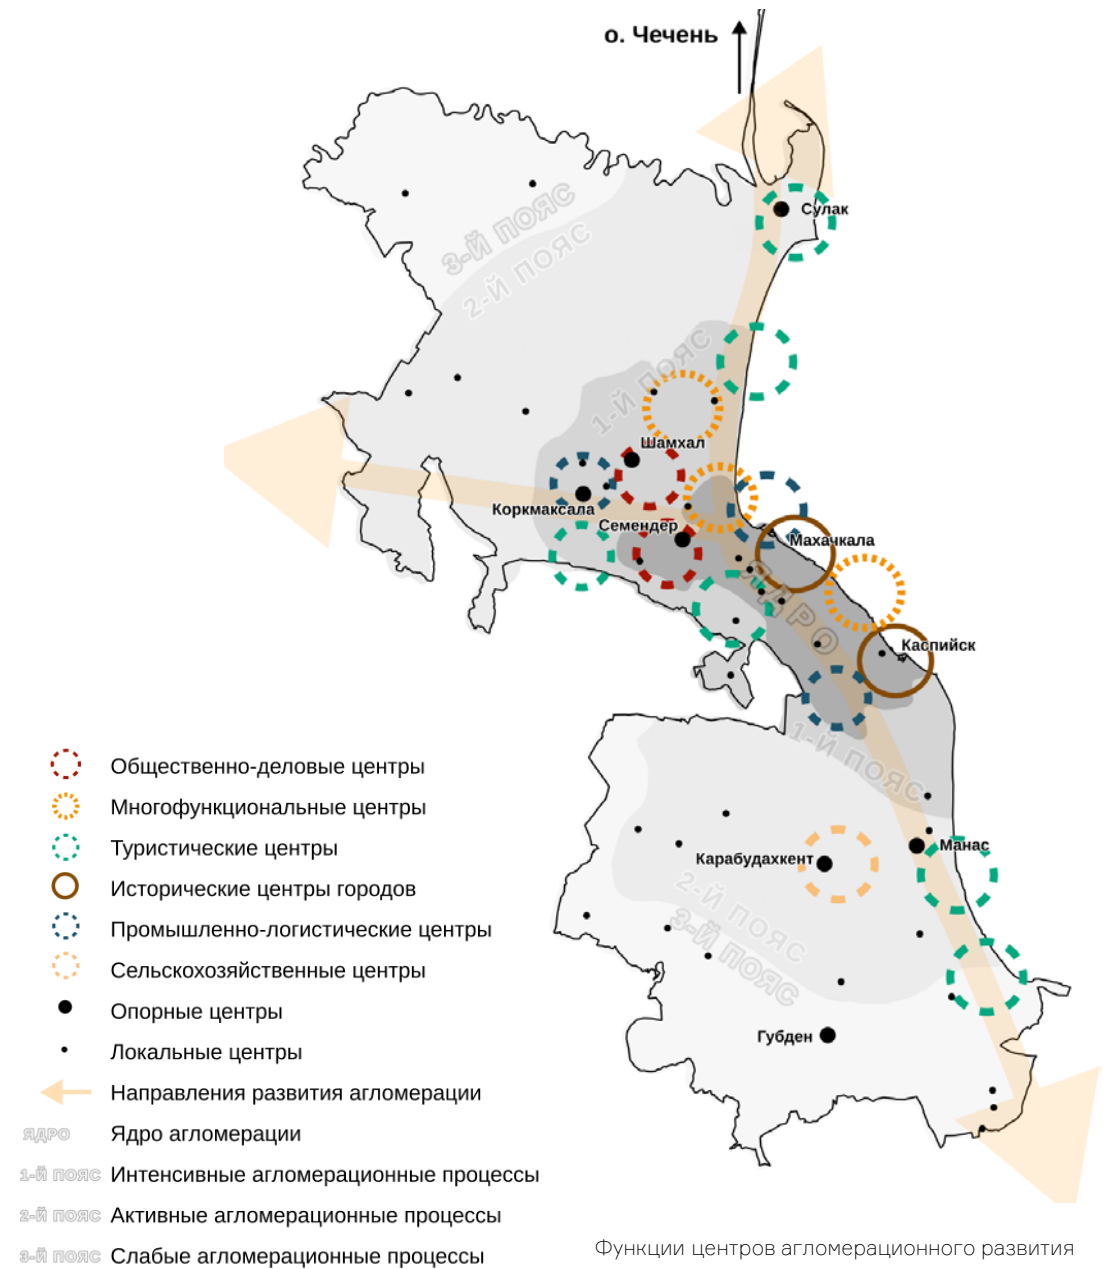 о. Чечень
Сулак
3-Й ПОЯС
2-Й ПОЯС
1-Й ПОЯС
Шамхал
Коркмаскала
Семендер
Махачкала
ЯДРО
Каспийск
1-Й ПОЯС
Манас
Карабудахкент
2-Й ПОЯС
3-Й ПОЯС
Губден
Общественно-деловые центры
Многофункциональные центры
Туристические центры
Исторические центры городов
Промышленно-логистические центры
Сельскохозяйственные центры
Опорные центры
Локальные центры
Направления развития агломерации
ЯДРО Ядро агломерации
1-Й ПОЯС Интенсивные агломерационные процессы
2-Й ПОЯС Активные агломерационные процессы
3-Й ПОЯС Слабые агломерационные процессы
Функции центров агломерационного развития